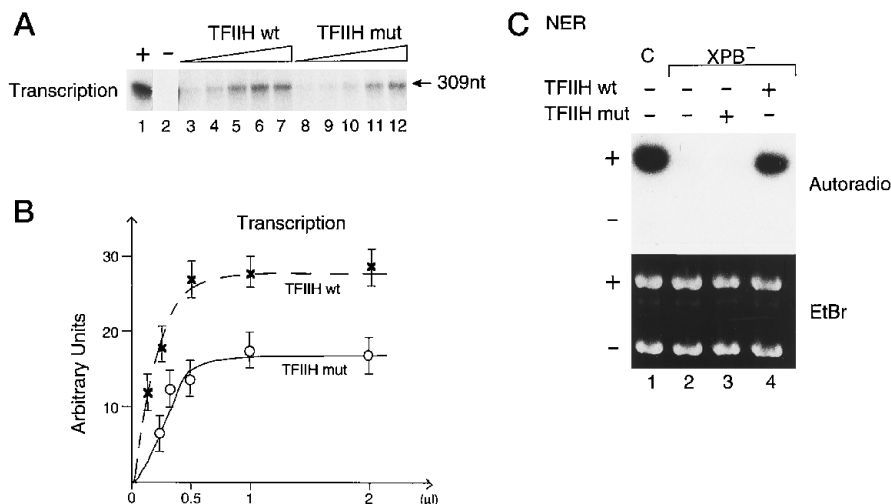 A
TFIIH wt TFIIH mut
+ −
Transcription
309nt
1 2 3 4 5 6 7 8 9 10 11 12
B
Transcription
Arbitrary Units
30
20
10
TFIIH wt
TFIIH mut
0 0.5 1 2 (µl)
C NER
C XPB⁻
TFIIH wt − − − +
TFIIH mut − − + −
+
−
Autoradio
+
−
EtBr
1 2 3 4